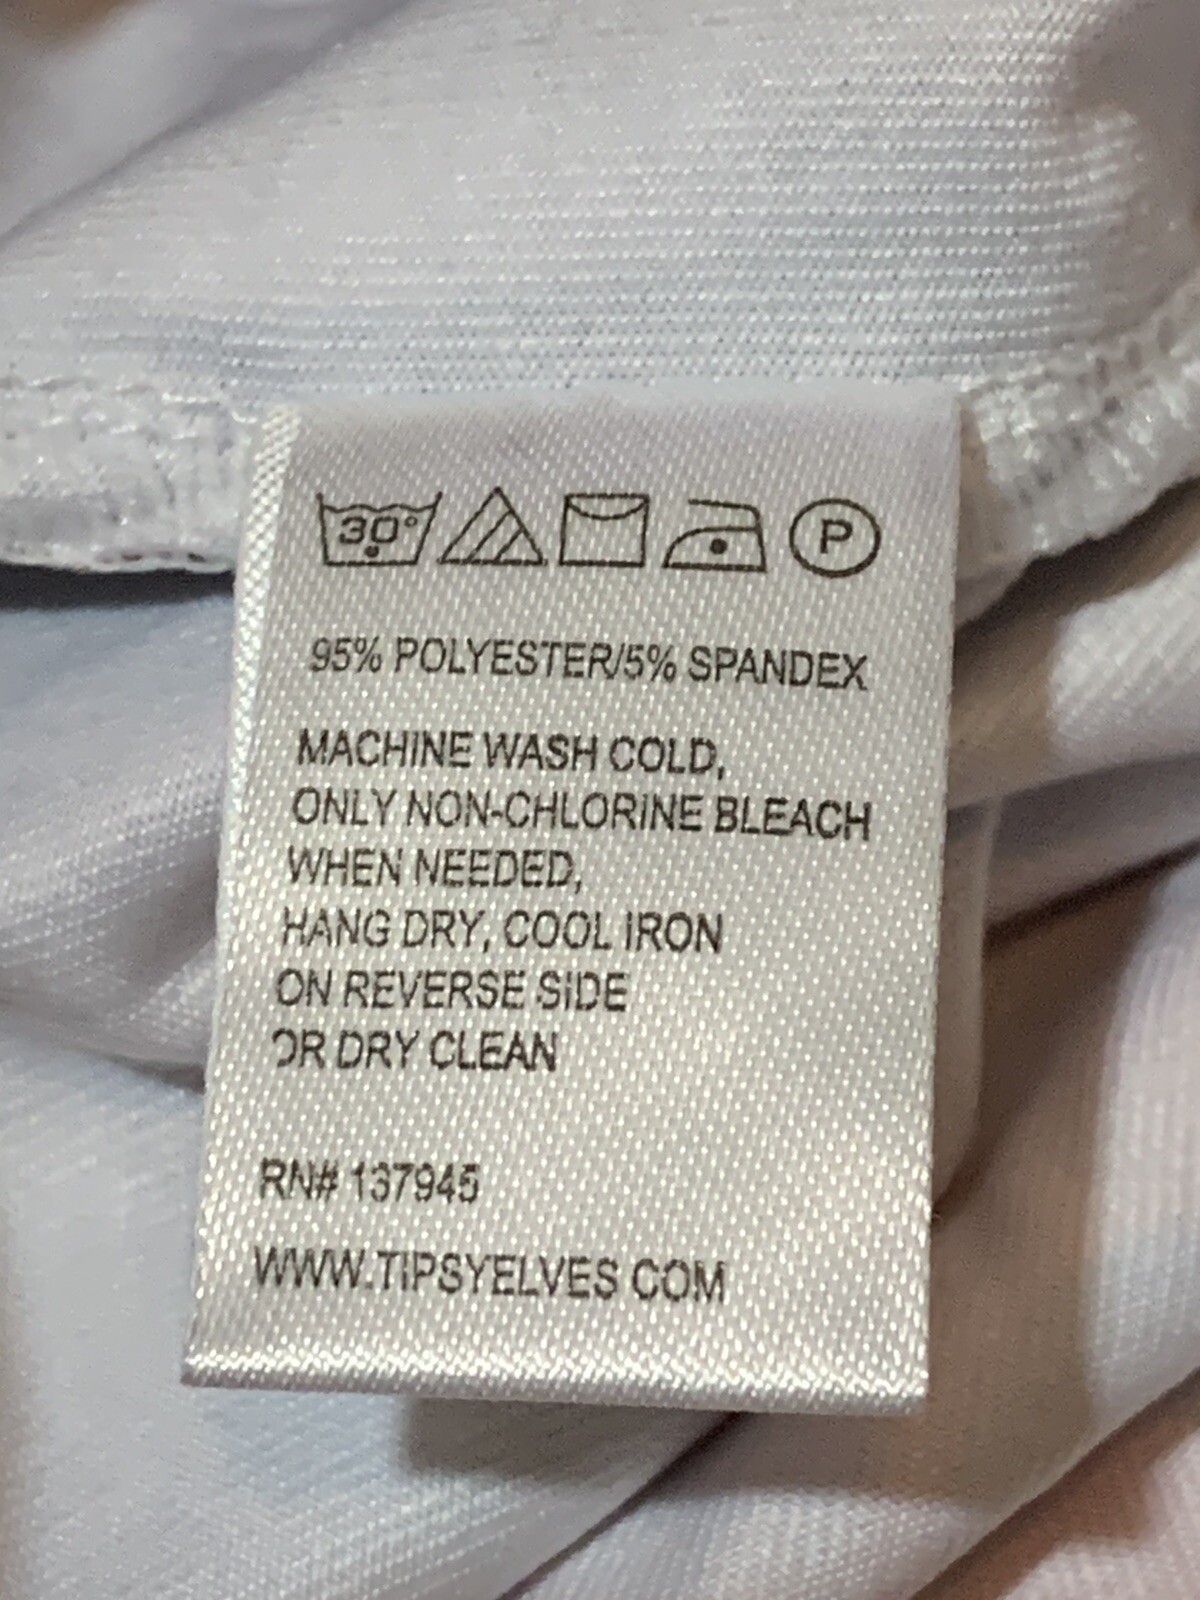 30°
P
95% POLYESTER/5% SPANDEX
MACHINE WASH COLD,
ONLY NON-CHLORINE BLEACH
WHEN NEEDED,
HANG DRY, COOL IRON
ON REVERSE SIDE
OR DRY CLEAN
RN# 137945
WWW.TIPSYELVES.COM